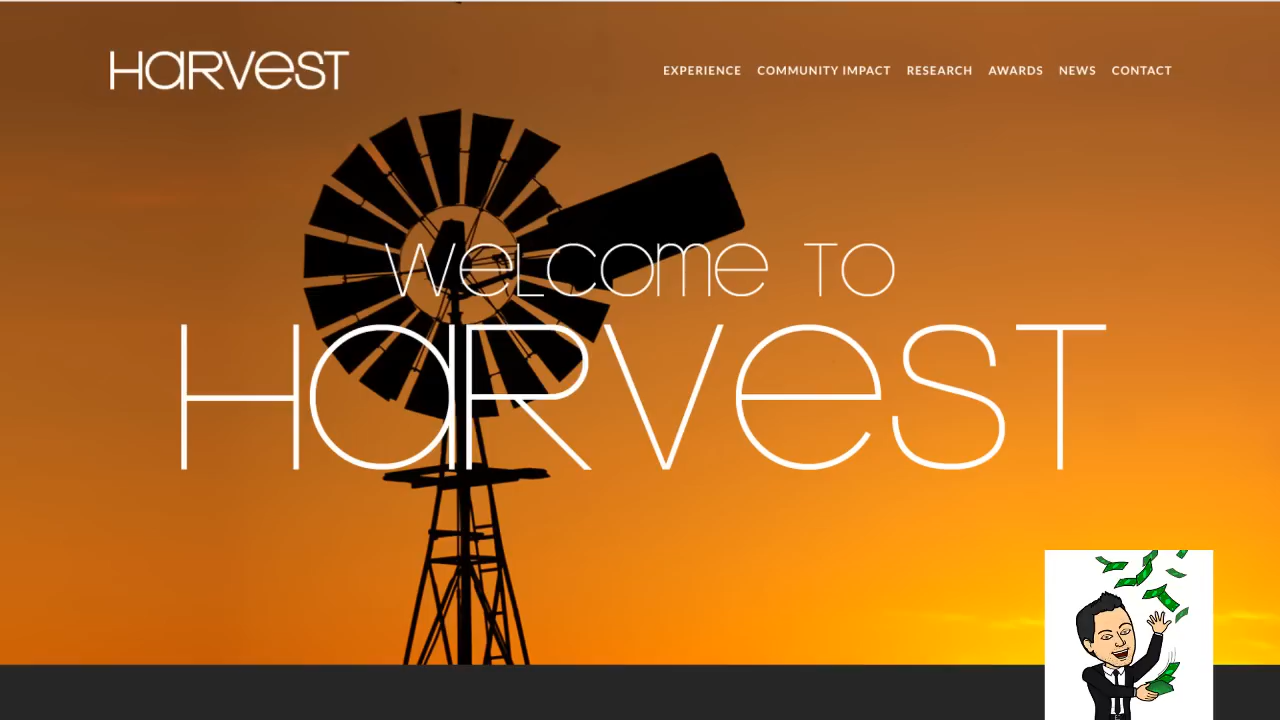 HARVEST
EXPERIENCE COMMUNITY IMPACT RESEARCH AWARDS NEWS CONTACT
WELCOME TO
HARVEST